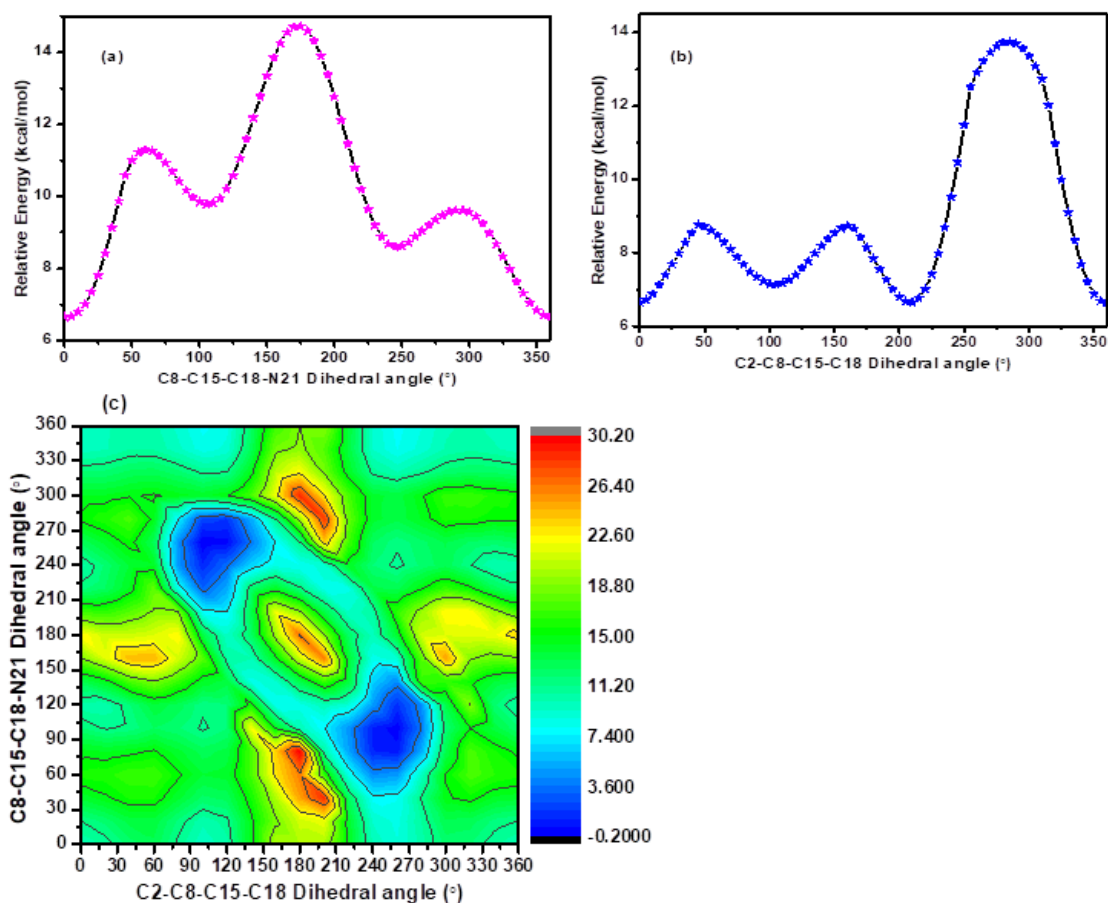 (a)
Relative Energy (kcal/mol)
14
12
10
8
6
0 50 100 150 200 250 300 350
C8-C15-C18-N21 Dihedral angle (°)
(b)
Relative Energy (kcal/mol)
14
12
10
8
6
0 50 100 150 200 250 300 350
C2-C8-C15-C18 Dihedral angle (°)
(c)
C8-C15-C18-N21 Dihedral angle (°)
360
330
300
270
240
210
180
150
120
90
60
30
0
0 30 60 90 120 150 180 210 240 270 300 330 360
C2-C8-C15-C18 Dihedral angle (°)
30.20
26.40
22.60
18.80
15.00
11.20
7.400
3.600
-0.2000